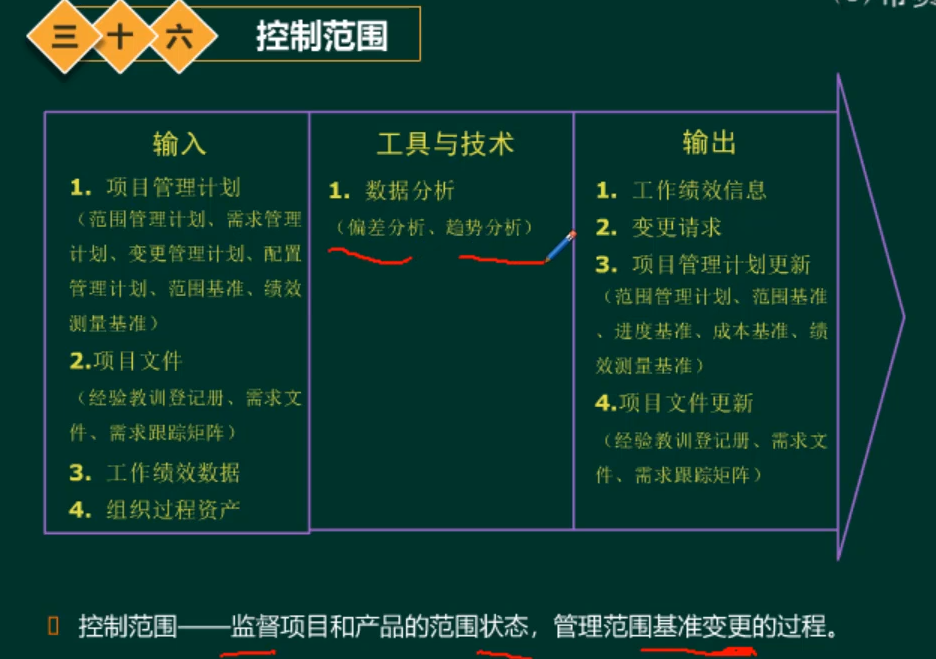 三十六 控制范围
输入
1. 项目管理计划
（范围管理计划、需求管理
计划、变更管理计划、配置
管理计划、范围基准、绩效
测量基准）
2.项目文件
（经验教训登记册、需求文
件、需求跟踪矩阵）
3. 工作绩效数据
4. 组织过程资产
工具与技术
1. 数据分析
（偏差分析、趋势分析）
输出
1. 工作绩效信息
2. 变更请求
3. 项目管理计划更新
（范围管理计划、范围基准
、进度基准、成本基准、绩
效测量基准）
4.项目文件更新
（经验教训登记册、需求文
件、需求跟踪矩阵）
控制范围——监督项目和产品的范围状态，管理范围基准变更的过程。